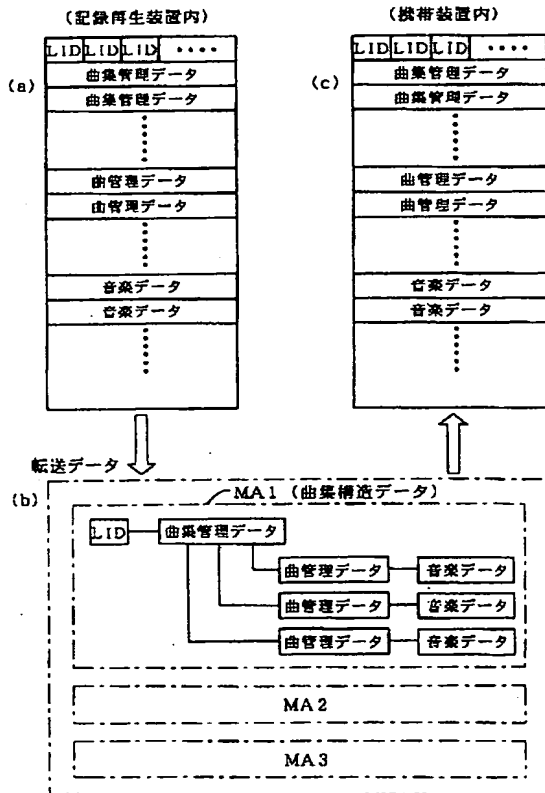 (記録再生装置内)
LID LID LID ････
(a)
曲集管理データ
曲集管理データ
曲管理データ
曲管理データ
音楽データ
音楽データ
(携帯装置内)
LID LID LID ････
(c)
曲集管理データ
曲集管理データ
曲管理データ
曲管理データ
音楽データ
音楽データ
転送データ
(b)
MA1(曲集構造データ)
LID 曲集管理データ
曲管理データ 音楽データ
曲管理データ 音楽データ
曲管理データ 音楽データ
MA2
MA3